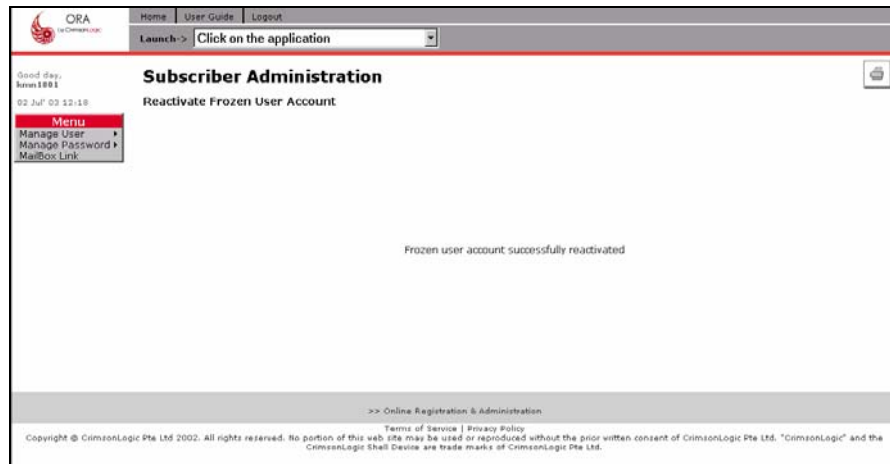 ORA
by CrimsonLogic
Home User Guide Logout
Launch-> Click on the application
Good day,
kmn1801
02 Jul' 03 12:18
Subscriber Administration
Reactivate Frozen User Account
Menu
Manage User
Manage Password
MailBox Link
Frozen user account successfully reactivated
>> Online Registration & Administration
Terms of Service | Privacy Policy
Copyright @ CrimsonLogic Pte Ltd 2002. All rights reserved. No portion of this web site may be used or reproduced without the prior written consent of CrimsonLogic Pte Ltd. "CrimsonLogic" and the
CrimsonLogic Shell Device are trade marks of CrimsonLogic Pte Ltd.